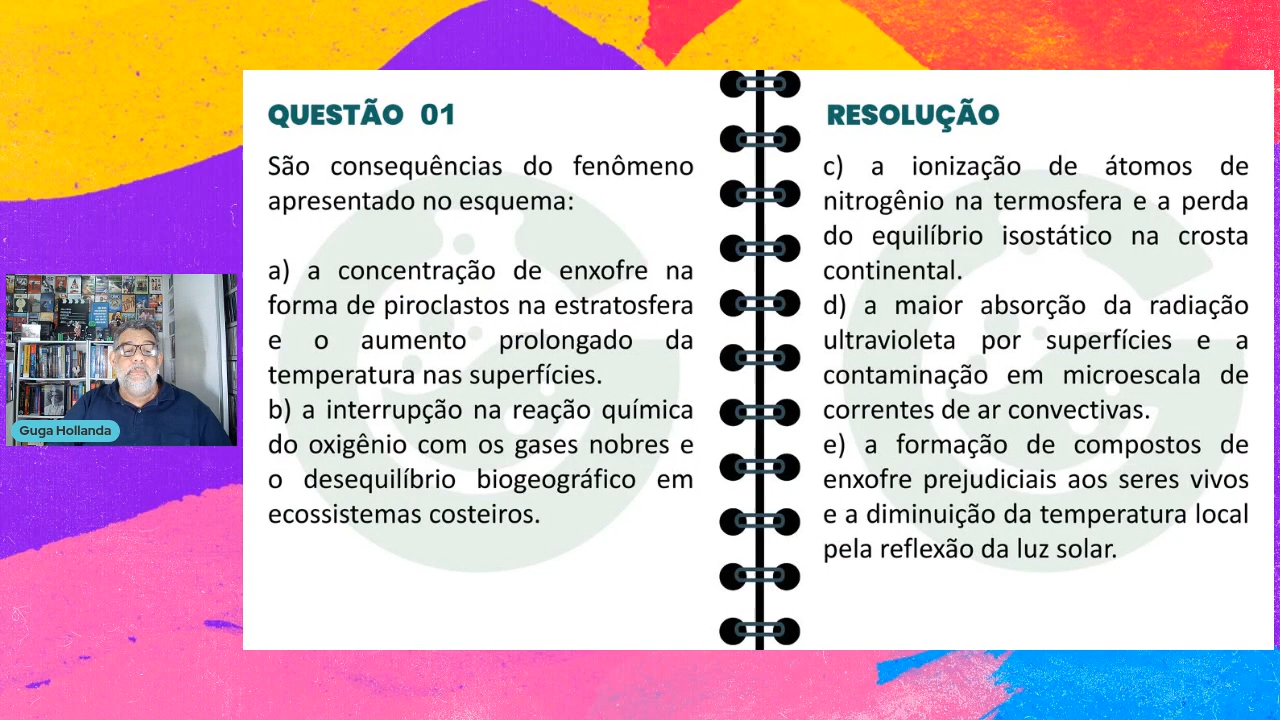 QUESTÃO 01
São consequências do fenômeno
apresentado no esquema:
a) a concentração de enxofre na
forma de piroclastos na estratosfera
e o aumento prolongado da
temperatura nas superfícies.
b) a interrupção na reação química
do oxigênio com os gases nobres e
o desequilíbrio biogeográfico em
ecossistemas costeiros.
RESOLUÇÃO
c) a ionização de átomos de
nitrogênio na termosfera e a perda
do equilíbrio isostático na crosta
continental.
d) a maior absorção da radiação
ultravioleta por superfícies e a
contaminação em microescala de
correntes de ar convectivas.
e) a formação de compostos de
enxofre prejudiciais aos seres vivos
e a diminuição da temperatura local
pela reflexão da luz solar.
Guga Hollanda